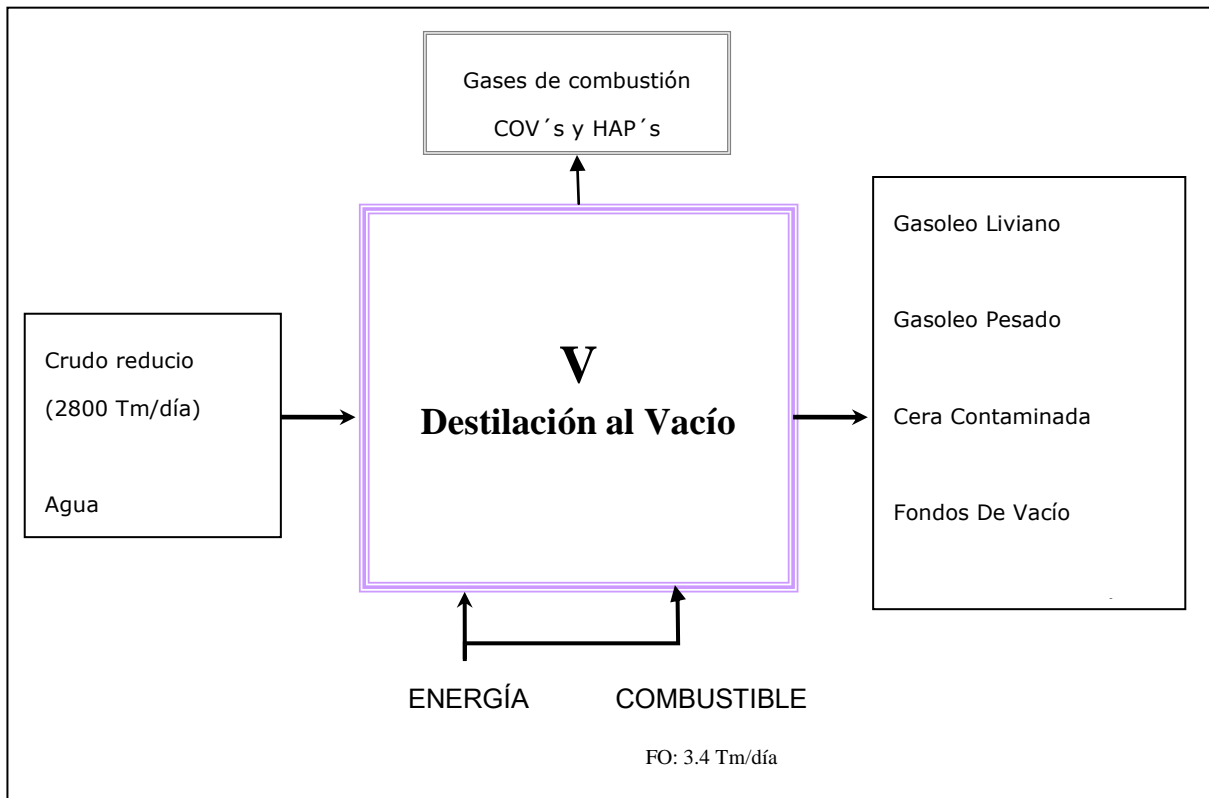 Gases de combustión
COV´s y HAP´s
Crudo reducio
(2800 Tm/día)
Agua
V
Destilación al Vacío
Gasoleo Liviano
Gasoleo Pesado
Cera Contaminada
Fondos De Vacío
ENERGÍA
COMBUSTIBLE
FO: 3.4 Tm/día